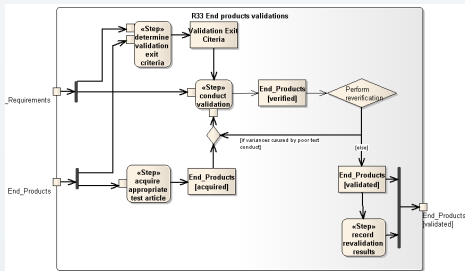 R33 End products validations
«Step»
determine
validation
exit
criteria
Validation Exit
Criteria
_Requirements
«Step»
conduct
validation
End_Products
[verified]
Perform
reverification
[if variances caused by poor test
conduct]
[else]
End_Products
«Step»
acquire
appropriate
test article
End_Products
[acquired]
End_Products
[validated]
«Step»
record
revalidation
results
End_Products
[validated]